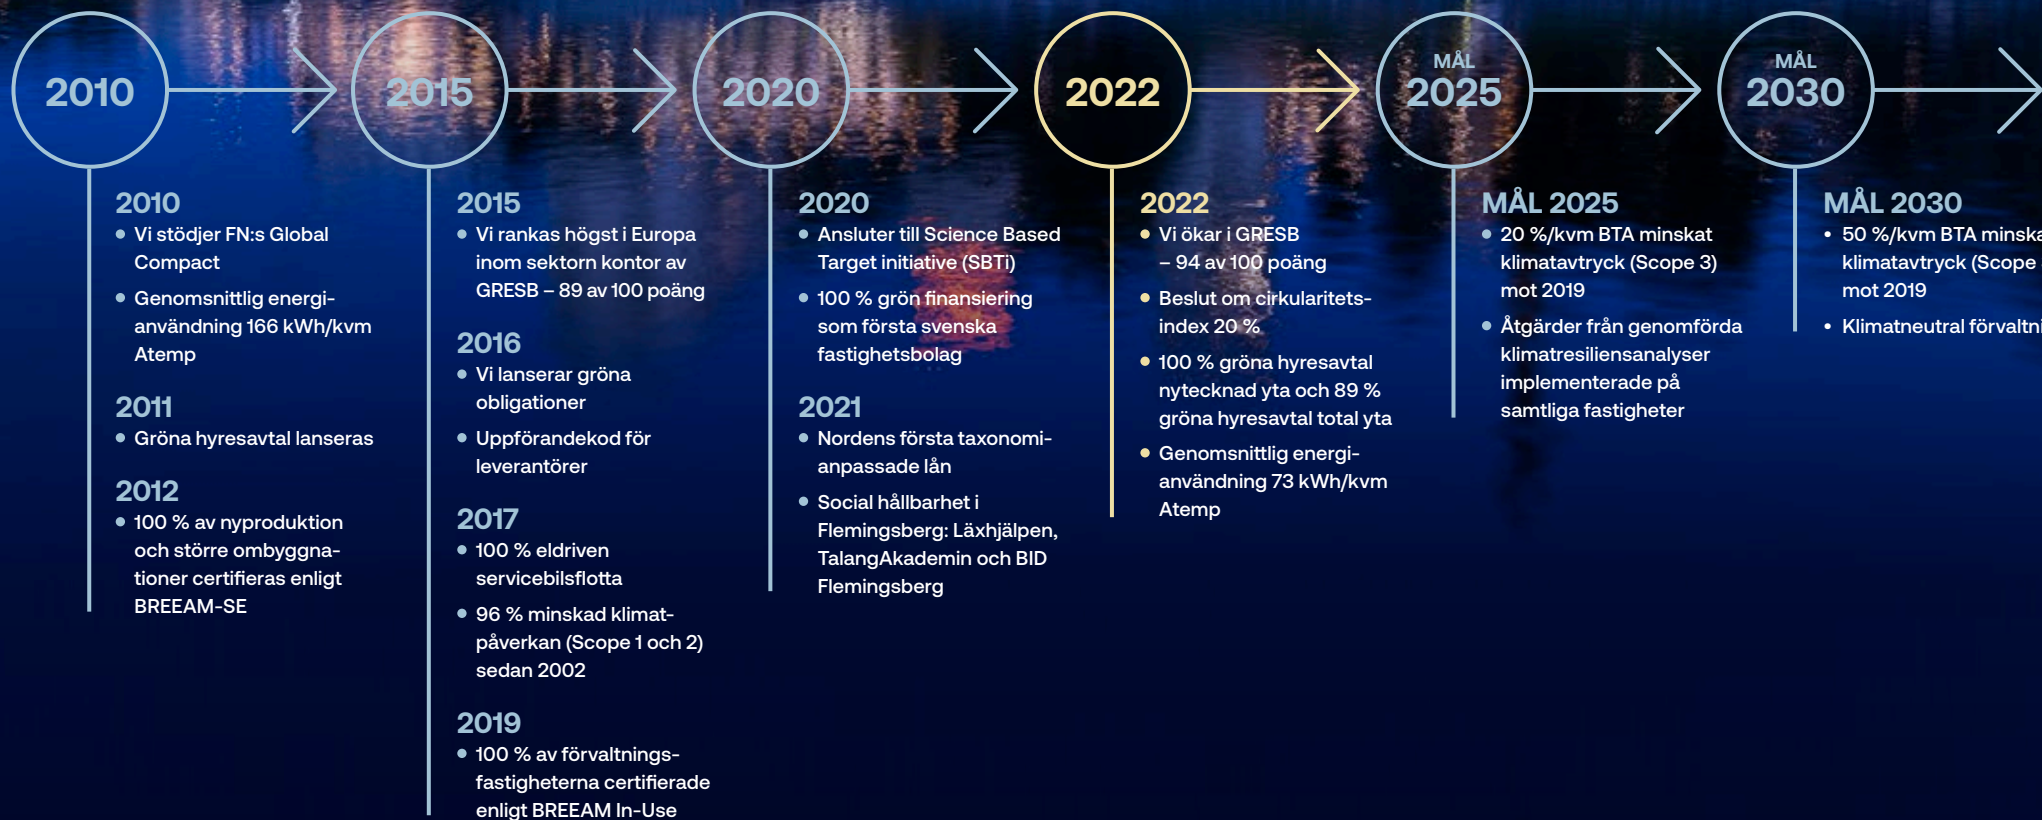 2010
2015
2020
2022
MÅL
2025
MÅL
2030
2010
Vi stödjer FN:s Global
Compact
Genomsnittlig energi-
användning 166 kWh/kvm
Atemp
2011
Gröna hyresavtal lanseras
2012
100 % av nyproduktion
och större ombyggna-
tioner certifieras enligt
BREEAM-SE
2015
Vi rankas högst i Europa
inom sektorn kontor av
GRESB – 89 av 100 poäng
2016
Vi lanserar gröna
obligationer
Uppförandekod för
leverantörer
2017
100 % eldriven
servicebilsflotta
96 % minskad klimat-
påverkan (Scope 1 och 2)
sedan 2002
2019
100 % av förvaltnings-
fastigheterna certifierade
enligt BREEAM In-Use
2020
Ansluter till Science Based
Target initiative (SBTi)
100 % grön finansiering
som första svenska
fastighetsbolag
2021
Nordens första taxonomi-
anpassade lån
Social hållbarhet i
Flemingsberg: Läxhjälpen,
TalangAkademin och BID
Flemingsberg
2022
Vi ökar i GRESB
– 94 av 100 poäng
Beslut om cirkularitets-
index 20 %
100 % gröna hyresavtal
nytecknad yta och 89 %
gröna hyresavtal total yta
Genomsnittlig energi-
användning 73 kWh/kvm
Atemp
MÅL 2025
20 %/kvm BTA minskat
klimatavtryck (Scope 3)
mot 2019
Åtgärder från genomförda
klimatresiliensanalyser
implementerade på
samtliga fastigheter
MÅL 2030
• 50 %/kvm BTA
klimatavtryck (Scope
mot 2019
• Klimatneutral